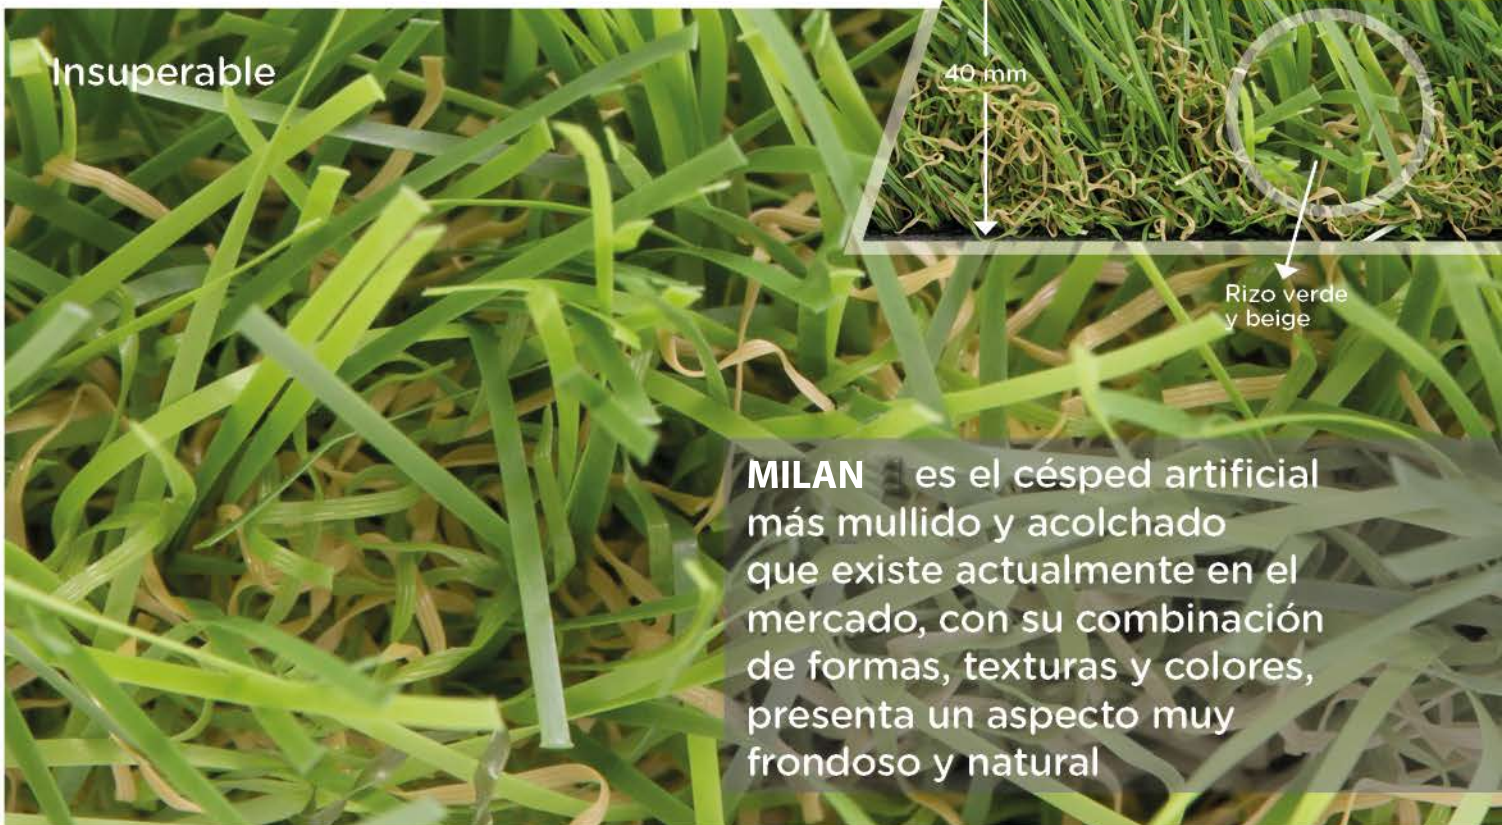 Insuperable
40 mm
Rizo verde
y beige
MILAN es el césped artificial
más mullido y acolchado
que existe actualmente en el
mercado, con su combinación
de formas, texturas y colores,
presenta un aspecto muy
frondoso y natural